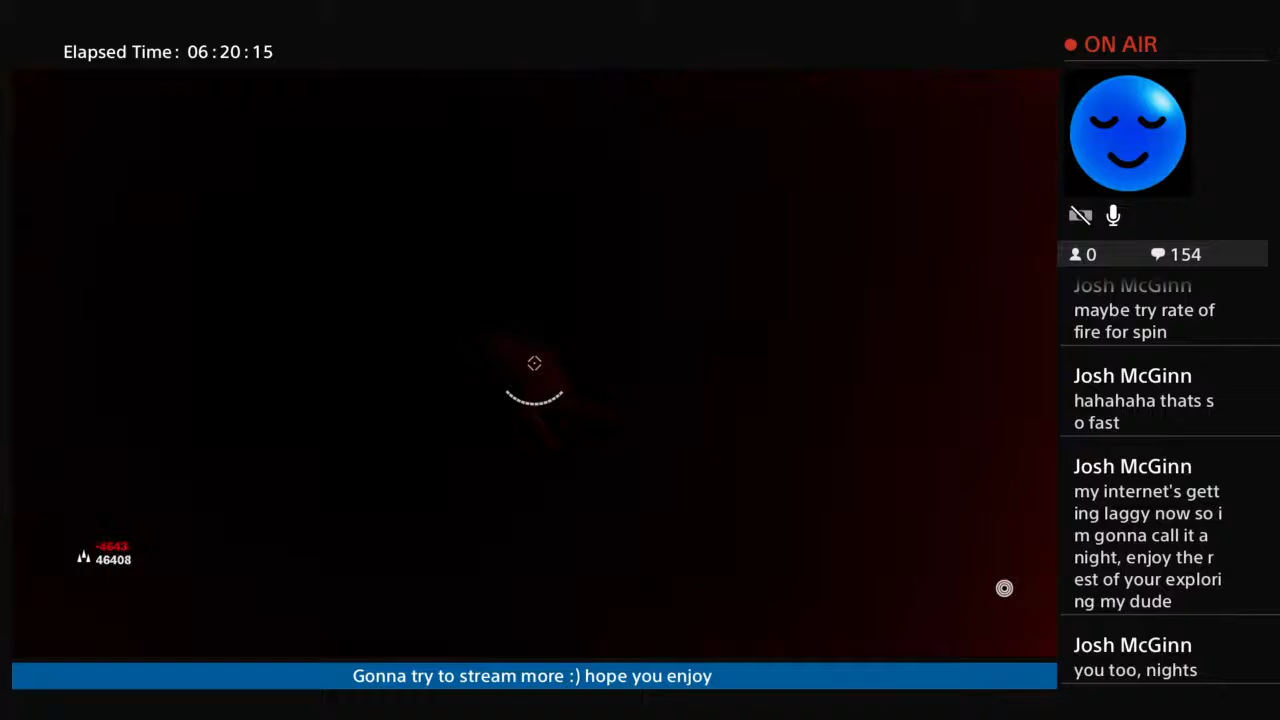 Elapsed Time: 06:20:15
ON AIR
0 154
Josh McGinn
maybe try rate of
fire for spin
Josh McGinn
hahahaha thats s
o fast
Josh McGinn
my internet's gett
ing laggy now so i
m gonna call it a
night, enjoy the r
est of your explori
ng my dude
Josh McGinn
you too, nights
-4643
46408
Gonna try to stream more :) hope you enjoy